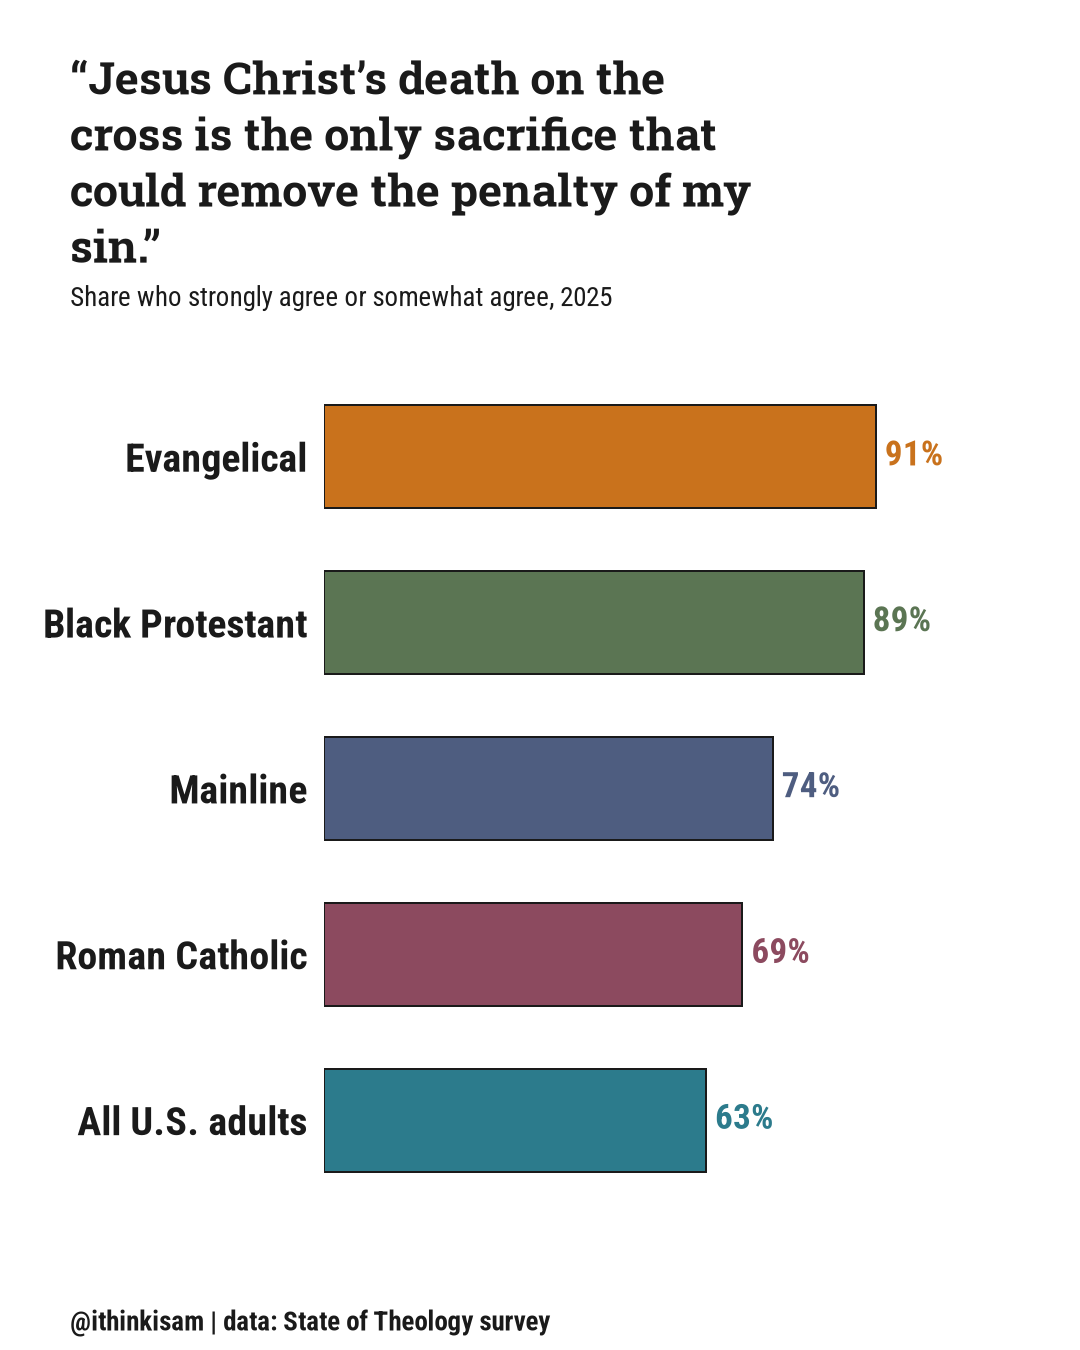 “Jesus Christ’s death on the
cross is the only sacrifice that
could remove the penalty of my
sin.”
Share who strongly agree or somewhat agree, 2025
Evangelical 91%
Black Protestant 89%
Mainline 74%
Roman Catholic 69%
All U.S. adults 63%
@ithinkisam | data: State of Theology survey